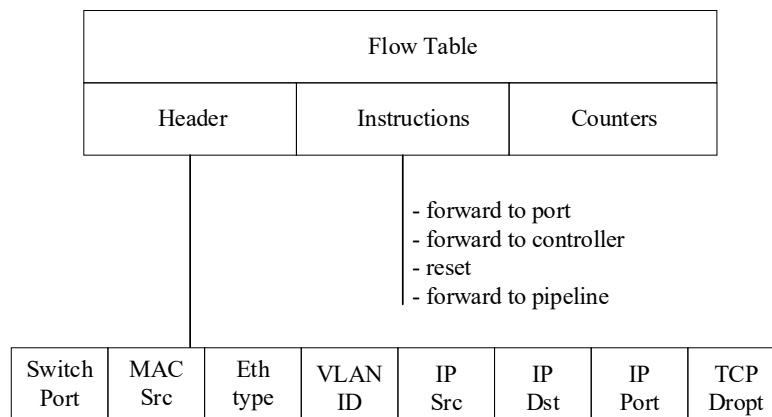 Flow Table
Header
Instructions
Counters
- forward to port
- forward to controller
- reset
- forward to pipeline
Switch
Port
MAC
Src
Eth
type
VLAN
ID
IP
Src
IP
Dst
IP
Port
TCP
Dropt